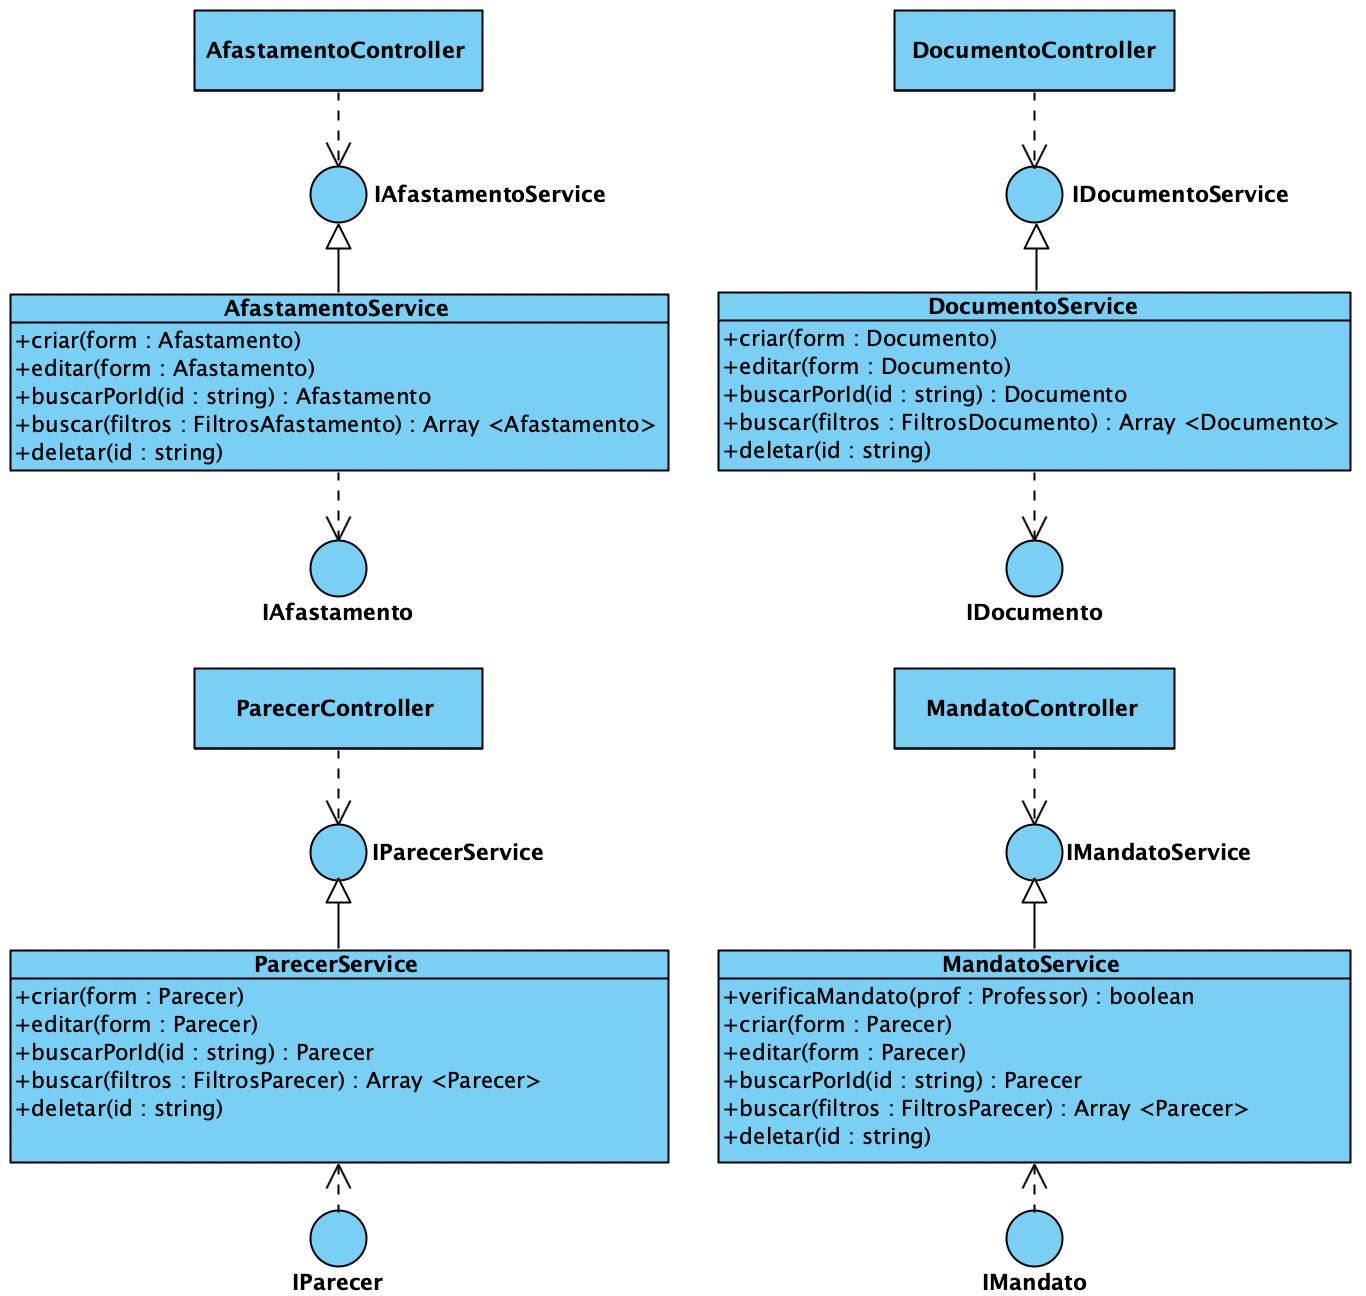 AfastamentoController
IAfastamentoService
AfastamentoService
+criar(form : Afastamento)
+editar(form : Afastamento)
+buscarPorId(id : string) : Afastamento
+buscar(filtros : FiltrosAfastamento) : Array <Afastamento>
+deletar(id : string)
IAfastamento
DocumentoController
IDocumentoService
DocumentoService
+criar(form : Documento)
+editar(form : Documento)
+buscarPorId(id : string) : Documento
+buscar(filtros : FiltrosDocumento) : Array <Documento>
+deletar(id : string)
IDocumento
ParecerController
IParecerService
ParecerService
+criar(form : Parecer)
+editar(form : Parecer)
+buscarPorId(id : string) : Parecer
+buscar(filtros : FiltrosParecer) : Array <Parecer>
+deletar(id : string)
IParecer
MandatoController
IMandatoService
MandatoService
+verificaMandato(prof : Professor) : boolean
+criar(form : Parecer)
+editar(form : Parecer)
+buscarPorId(id : string) : Parecer
+buscar(filtros : FiltrosParecer) : Array <Parecer>
+deletar(id : string)
IMandato